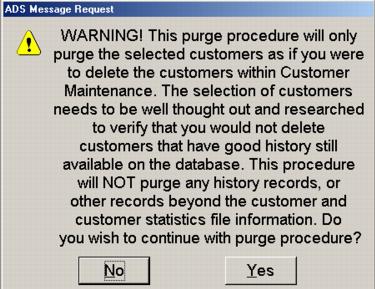 ADS Message Request
WARNING! This purge procedure will only
purge the selected customers as if you were
to delete the customers within Customer
Maintenance. The selection of customers
needs to be well thought out and researched
to verify that you would not delete
customers that have good history still
available on the database. This procedure
will NOT purge any history records, or
other records beyond the customer and
customer statistics file information. Do
you wish to continue with purge procedure?
No
Yes